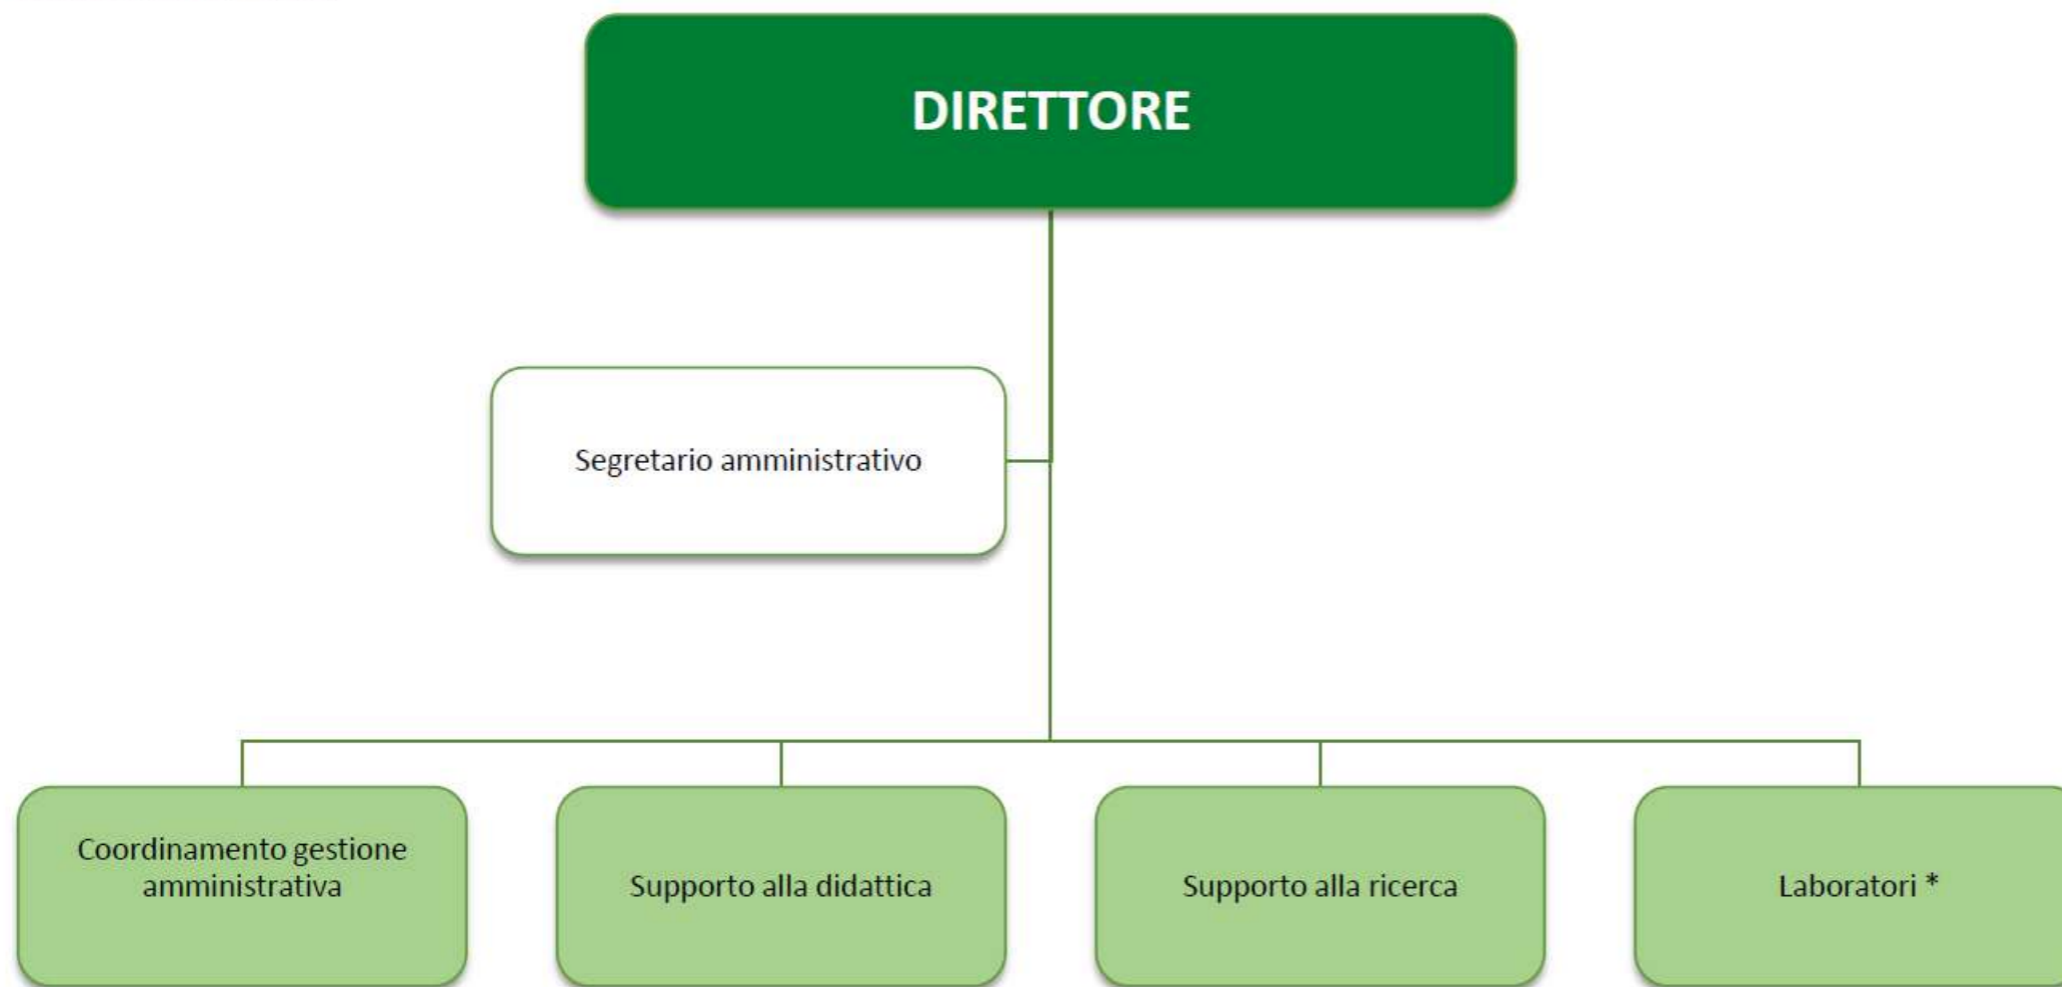 DIRETTORE
Segretario amministrativo
Coordinamento gestione
amministrativa
Supporto alla didattica
Supporto alla ricerca
Laboratori *